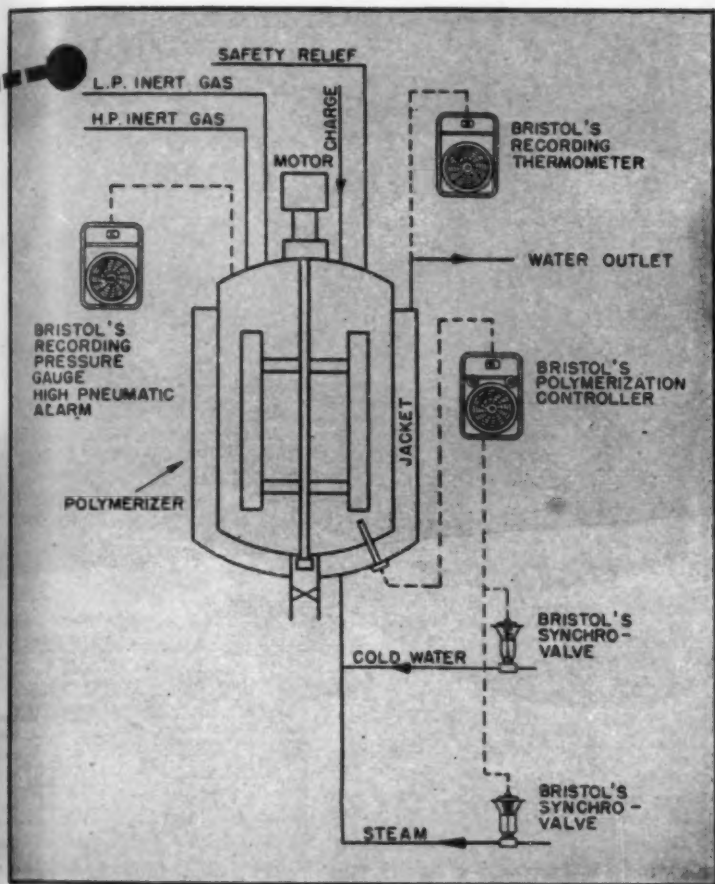 SAFETY RELIEF
L.P. INERT GAS
H.P. INERT GAS
CHARGE
MOTOR
BRISTOL'S
RECORDING
THERMOMETER
WATER OUTLET
BRISTOL'S
RECORDING
PRESSURE
GAUGE
HIGH PNEUMATIC
ALARM
BRISTOL'S
POLYMERIZATION
CONTROLLER
JACKET
POLYMERIZER
BRISTOL'S
SYNCHRO-
VALVE
COLD WATER
BRISTOL'S
SYNCHRO-
VALVE
STEAM